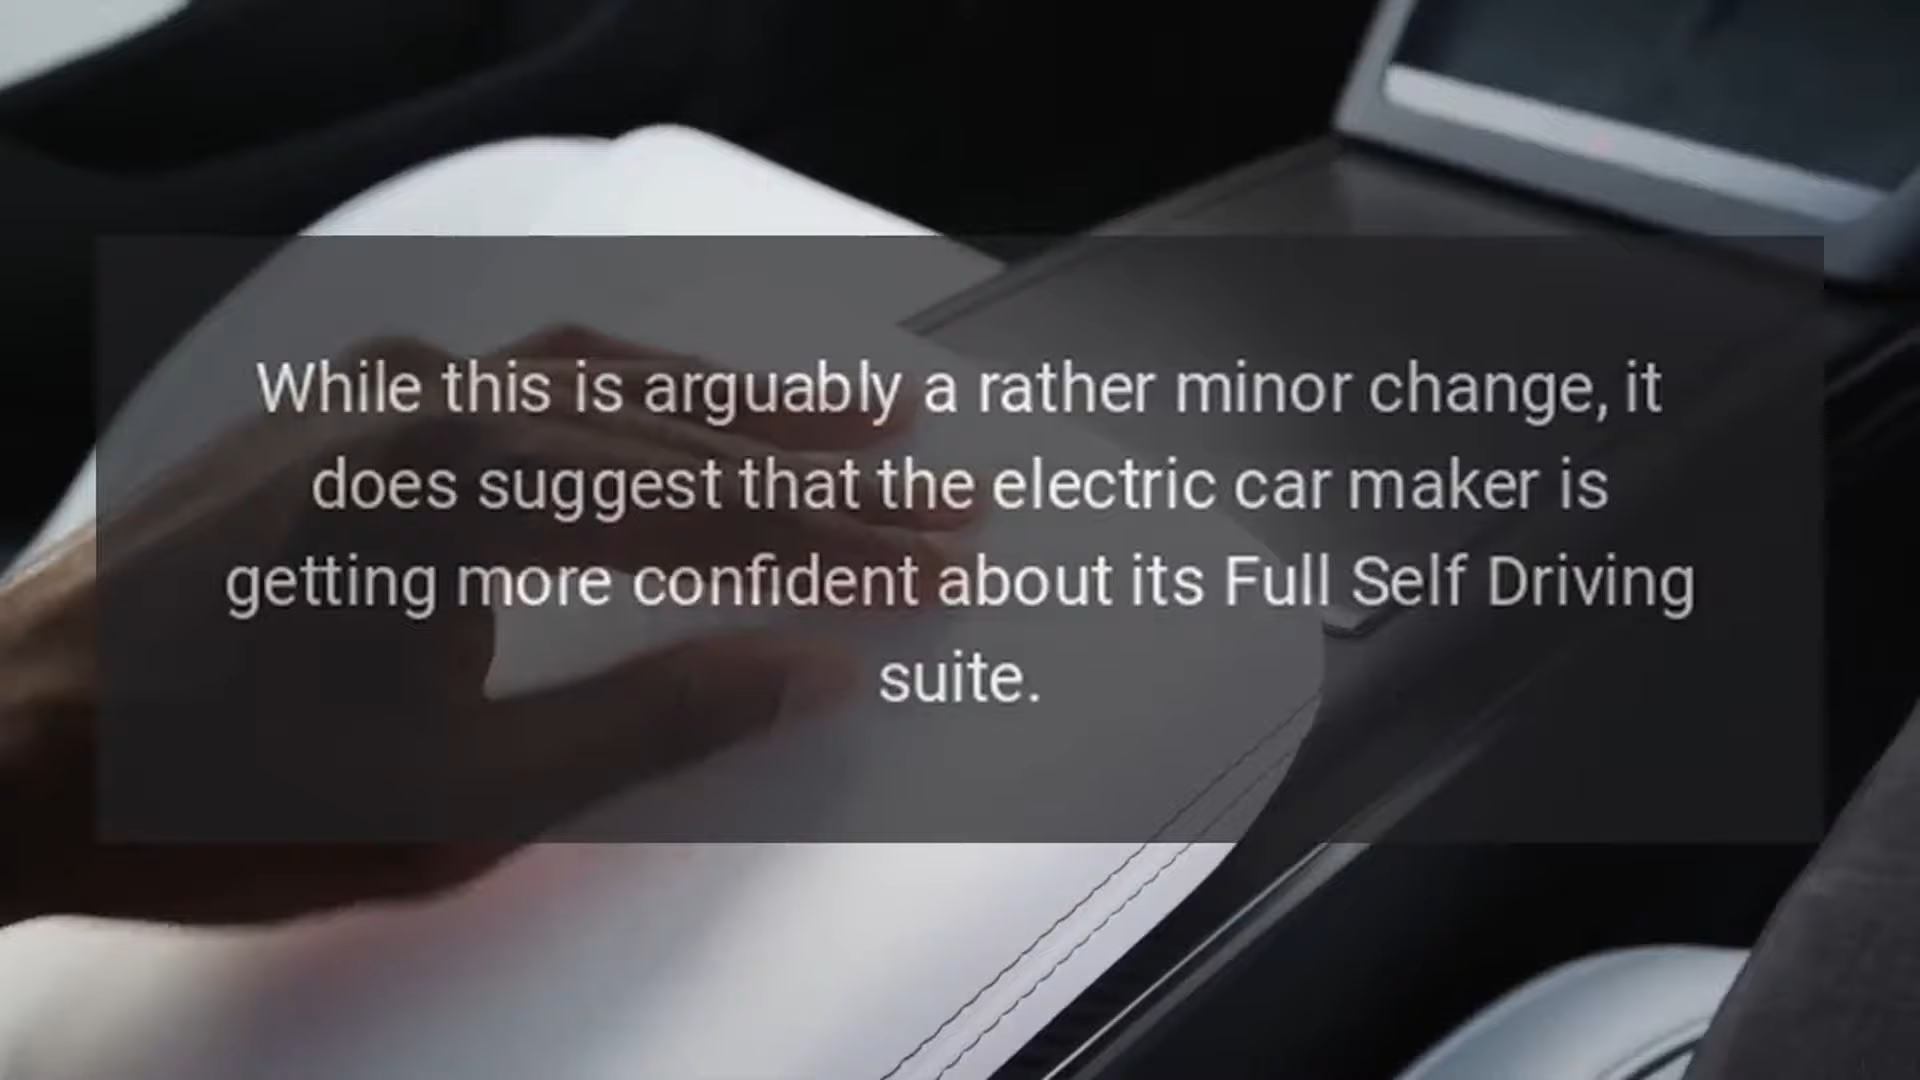 While this is arguably a rather minor change, it
does suggest that the electric car maker is
getting more confident about its Full Self Driving
suite.